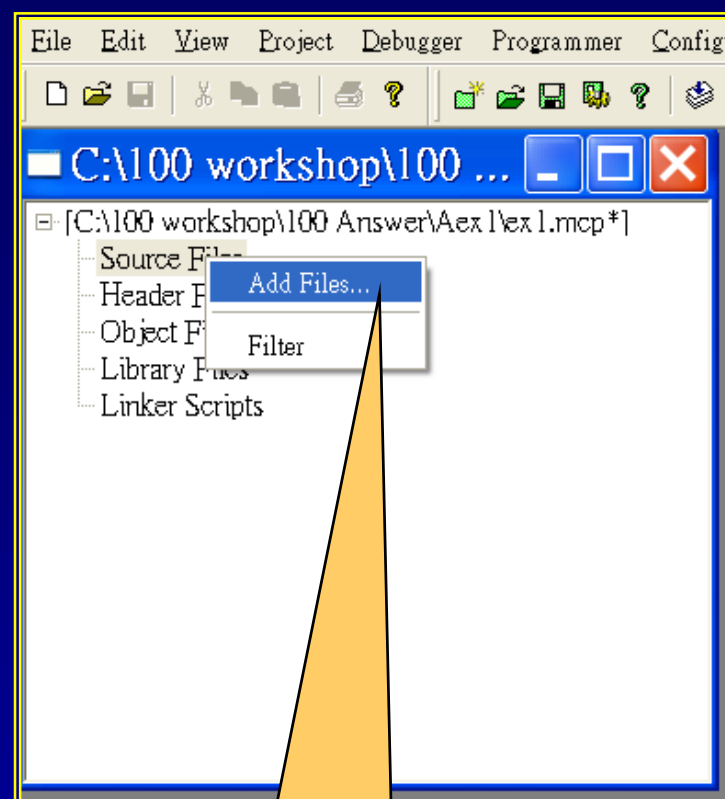 File Edit View Project Debugger Programmer Config
C:\100 workshop\100 ...
[C:\100 workshop\100 Answer\Aex1\ex1.mcp*]
Source Files
Add Files...
Header F
Object Fi
Filter
Library Files
Linker Scripts